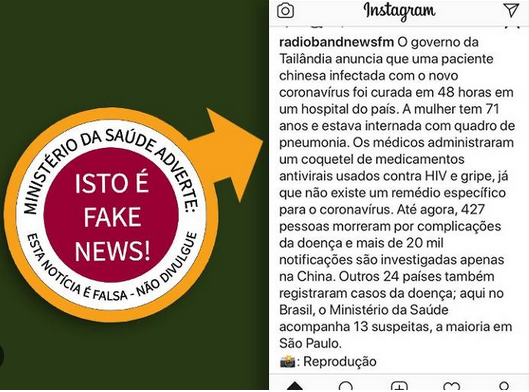 MINISTÉRIO DA SAÚDE ADVERTE:
ISTO É
FAKE
NEWS!
ESTA NOTÍCIA É FALSA - NÃO DIVULGUE
Instagram
radiobandnewsfm O governo da
Tailândia anuncia que uma paciente
chinesa infectada com o novo
coronavírus foi curada em 48 horas em
um hospital do país. A mulher tem 71
anos e estava internada com quadro de
pneumonia. Os médicos administraram
um coquetel de medicamentos
antivirais usados contra HIV e gripe, já
que não existe um remédio específico
para o coronavírus. Até agora, 427
pessoas morreram por complicações
da doença e mais de 20 mil
notificações são investigadas apenas
na China. Outros 24 países também
registraram casos da doença; aqui no
Brasil, o Ministério da Saúde
acompanha 13 suspeitas, a maioria em
São Paulo.
📸: Reprodução